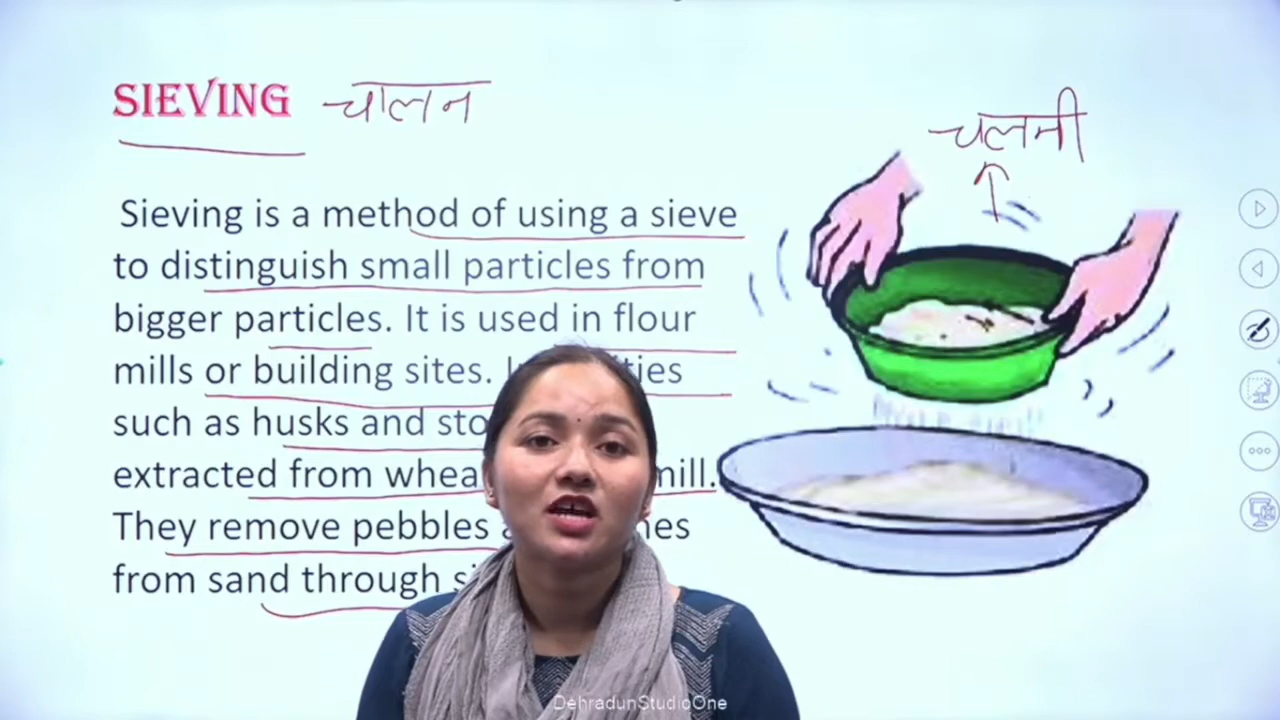 SIEVING चालन
चलनी
Sieving is a method of using a sieve
to distinguish small particles from
bigger particles. It is used in flour
mills or building sites.
such as husks and
extracted from mill.
They remove pebbles
from sand through
DehradunStudioOne